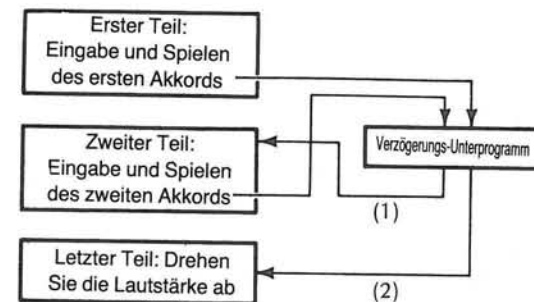 Erster Teil:
Eingabe und Spielen
des ersten Akkords
Zweiter Teil:
Eingabe und Spielen
des zweiten Akkords
Verzögerungs-Unterprogramm
(1)
Letzter Teil: Drehen
Sie die Lautstärke ab
(2)